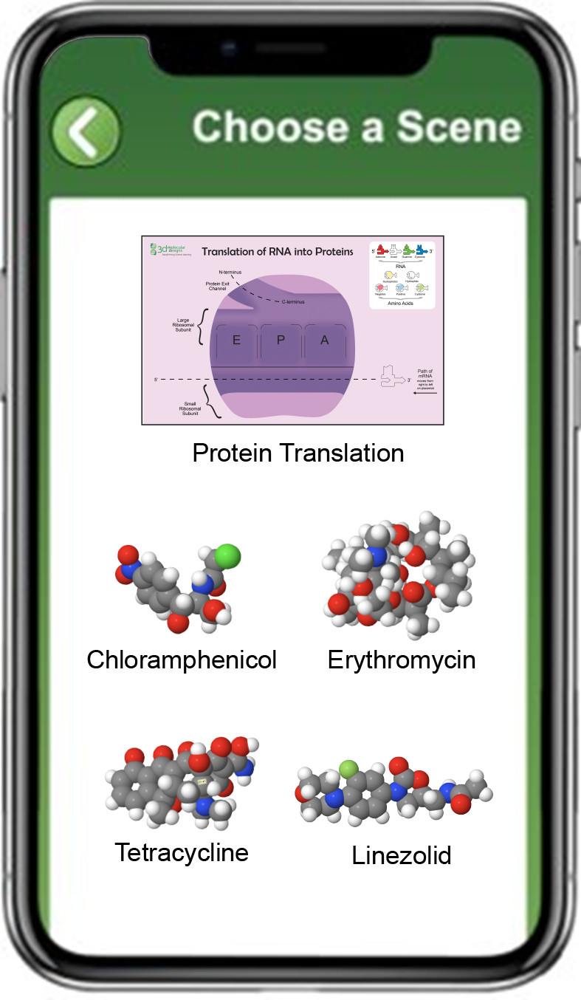 Choose a Scene
3d molecular
designs
Translation of RNA into Proteins
5'
3'
Adenine Uracil Guanine Cytosine
RNA
Hydrophobic Hydrophilic
Negative Positive Cysteine
Amino Acids
N-terminus
Protein Exit
Channel
C-terminus
Large
Ribosomal
Subunit
E P A
5'
3'
Path of
mRNA
moves from
right to left
on placemat
Small
Ribosomal
Subunit
Protein Translation
Chloramphenicol
Erythromycin
Tetracycline
Linezolid